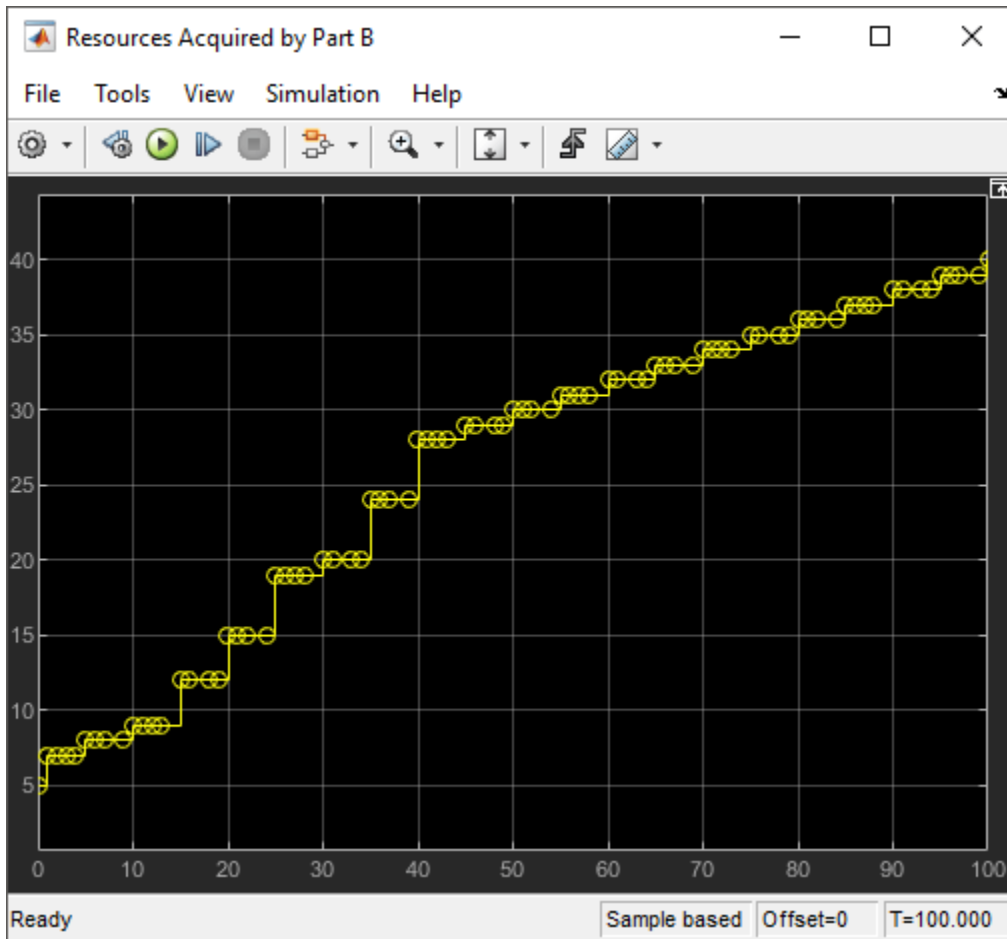 Resources Acquired by Part B
File Tools View Simulation Help
40
35
30
25
20
15
10
5
0 10 20 30 40 50 60 70 80 90 100
Ready Sample based Offset=0 T=100.000